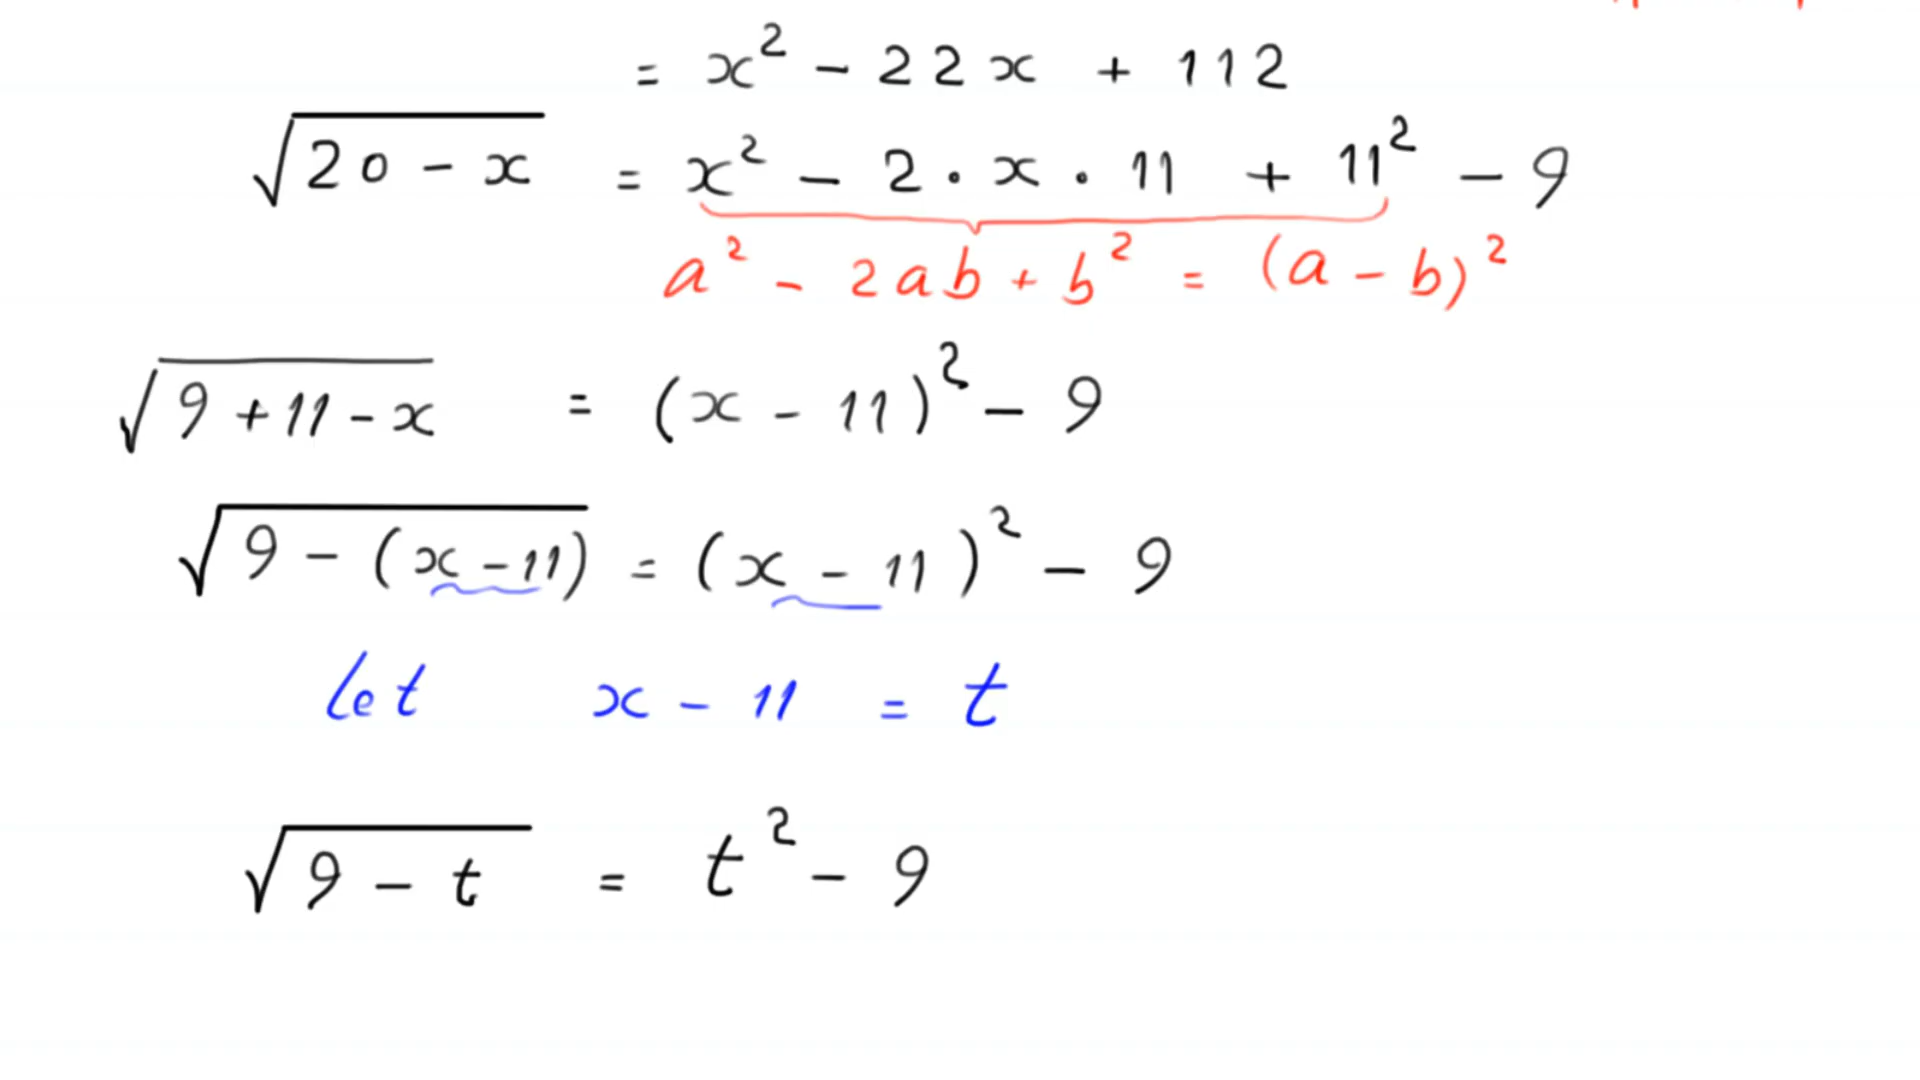 = x² - 22x + 112
√(20 - x) = x² - 2 · x · 11 + 11² - 9
a² - 2ab + b² = (a - b)²
√(9 + 11 - x) = (x - 11)² - 9
√(9 - (x - 11)) = (x - 11)² - 9
let x - 11 = t
√(9 - t) = t² - 9